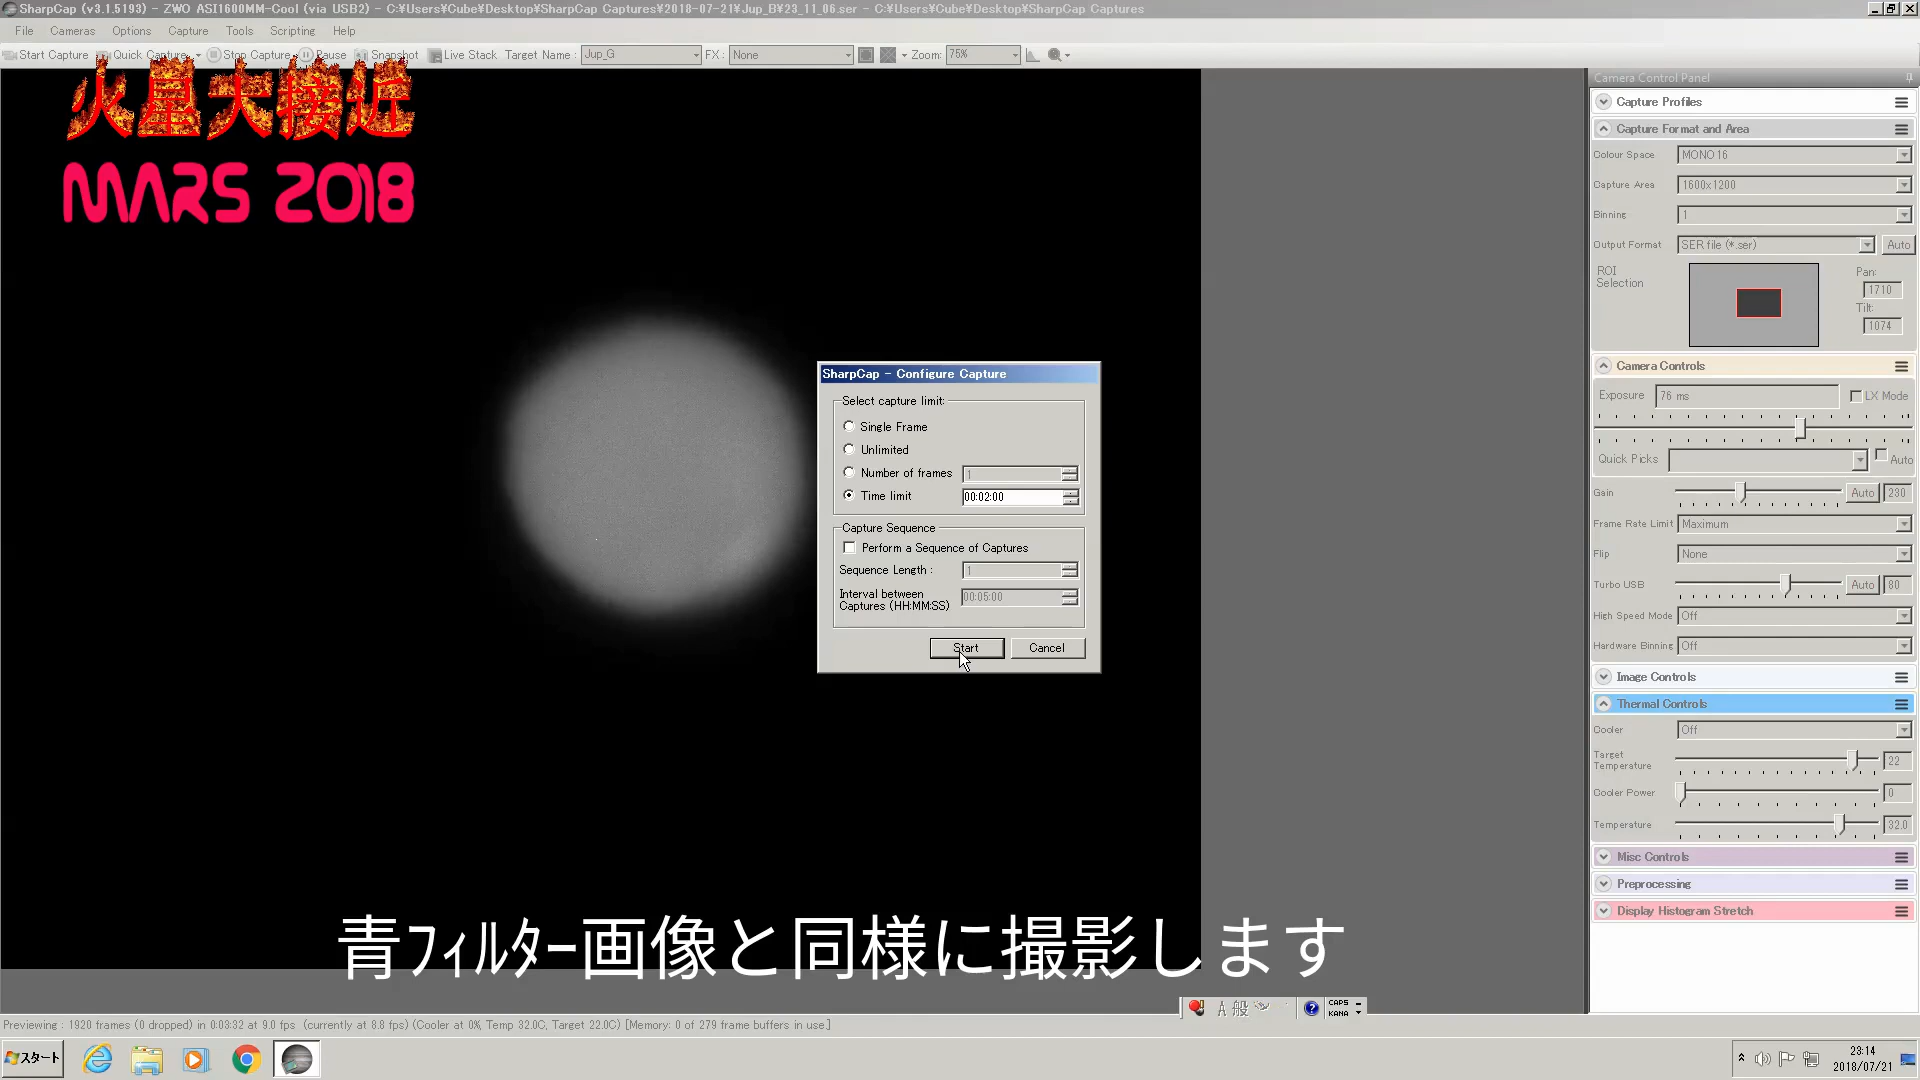 SharpCap (v3.1.5193) - ZWO ASI1600MM-Cool (via USB2) - C:¥Users¥Cube¥Desktop¥SharpCap Captures¥2018-07-21¥Jup_B¥23_11_06.ser - C:¥Users¥Cube¥Desktop¥SharpCap Captures
File Cameras Options Capture Tools Scripting Help
Start Capture Quick Capture Stop Capture Pause Snapshot Live Stack Target Name : Jup_G FX : None Zoom: 75%
火星大接近
MARS 2018
SharpCap - Configure Capture
Select capture limit:
Single Frame
Unlimited
Number of frames 1
Time limit 00:02:00
Capture Sequence
Perform a Sequence of Captures
Sequence Length : 1
Interval between
Captures (HH:MM:SS) 00:05:00
Start Cancel
Camera Control Panel
Capture Profiles
Capture Format and Area
Colour Space MONO16
Capture Area 1600x1200
Binning 1
Output Format SER file (*.ser) Auto
ROI
Selection
Pan:
1710
Tilt:
1074
Camera Controls
Exposure 76 ms LX Mode
Quick Picks Auto
Gain Auto 230
Frame Rate Limit Maximum
Flip None
Turbo USB Auto 80
High Speed Mode Off
Hardware Binning Off
Image Controls
Thermal Controls
Cooler Off
Target
Temperature 22
Cooler Power 0
Temperature 32.0
Misc Controls
Preprocessing
Display Histogram Stretch
青ﾌｨﾙﾀｰ画像と同様に撮影します
A 般 CAPS
KANA
Previewing : 1920 frames (0 dropped) in 0:03:32 at 9.0 fps (currently at 8.8 fps) (Cooler at 0%, Temp 32.0C, Target 22.0C) [Memory: 0 of 279 frame buffers in use.]
スタート
23:14
2018/07/21